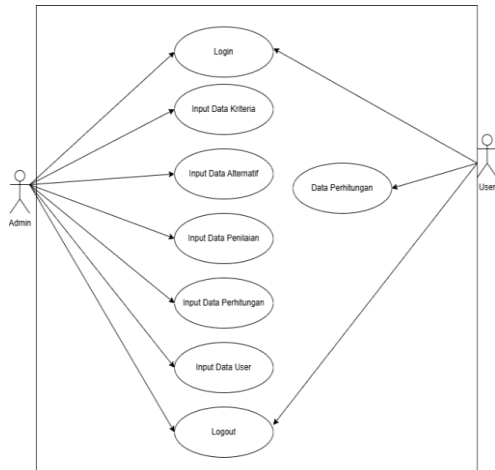 Login
Input Data Kriteria
Input Data Alternatif
Data Perhitungan
User
Admin
Input Data Penilaian
Input Data Perhitungan
Input Data User
Logout